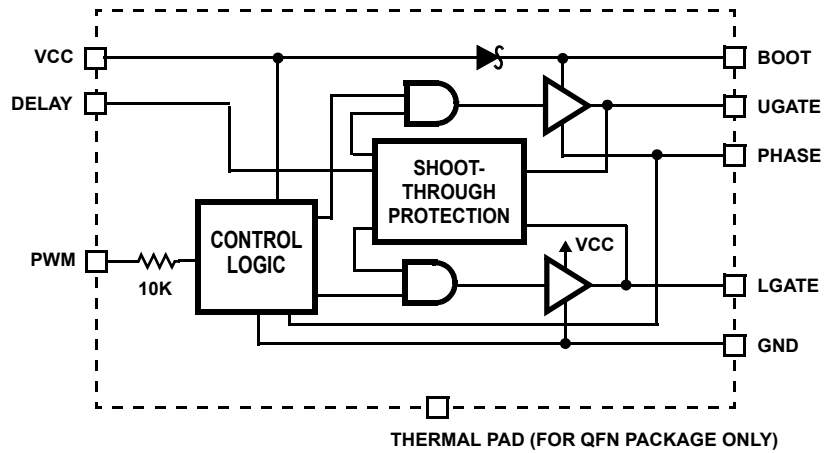 VCC
BOOT
DELAY
UGATE
PHASE
SHOOT-
THROUGH
PROTECTION
CONTROL
LOGIC
VCC
PWM
10K
LGATE
GND
THERMAL PAD (FOR QFN PACKAGE ONLY)